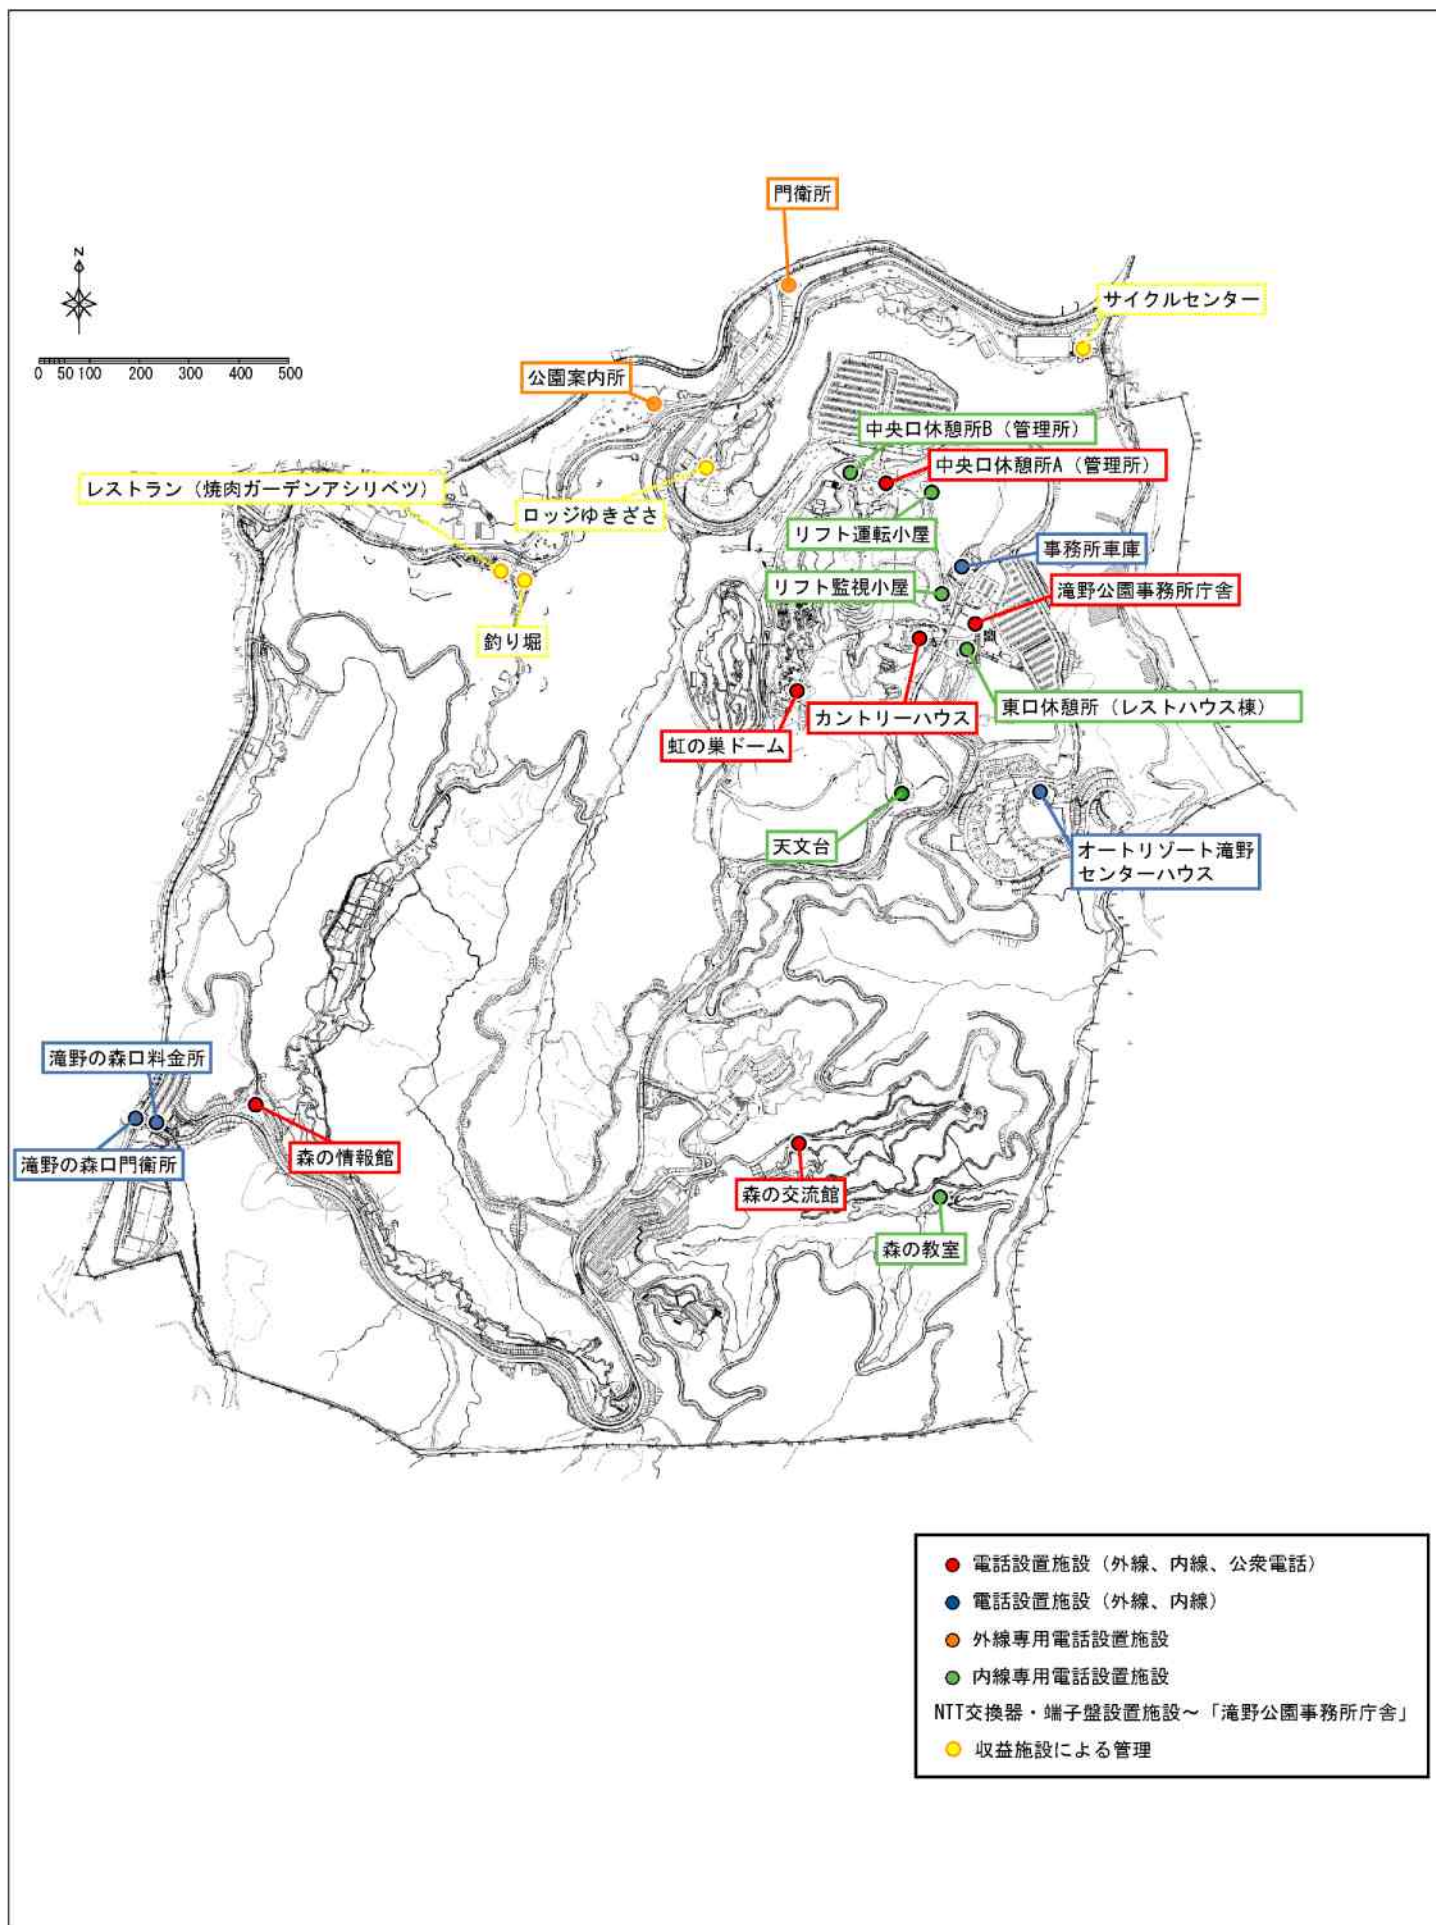 門衛所
N
サイクルセンター
0 50 100 200 300 400 500
公園案内所
中央口休憩所B（管理所）
中央口休憩所A（管理所）
レストラン（焼肉ガーデンアシリベツ）
ロッジゆきざさ
リフト運転小屋
事務所車庫
リフト監視小屋
滝野公園事務所庁舎
釣り堀
東口休憩所（レストハウス棟）
カントリーハウス
虹の巣ドーム
天文台
オートリゾート滝野
センターハウス
滝野の森口料金所
滝野の森口門衛所
森の情報館
森の交流館
森の教室
電話設置施設（外線、内線、公衆電話）
電話設置施設（外線、内線）
外線専用電話設置施設
内線専用電話設置施設
NTT交換器・端子盤設置施設～「滝野公園事務所庁舎」
収益施設による管理